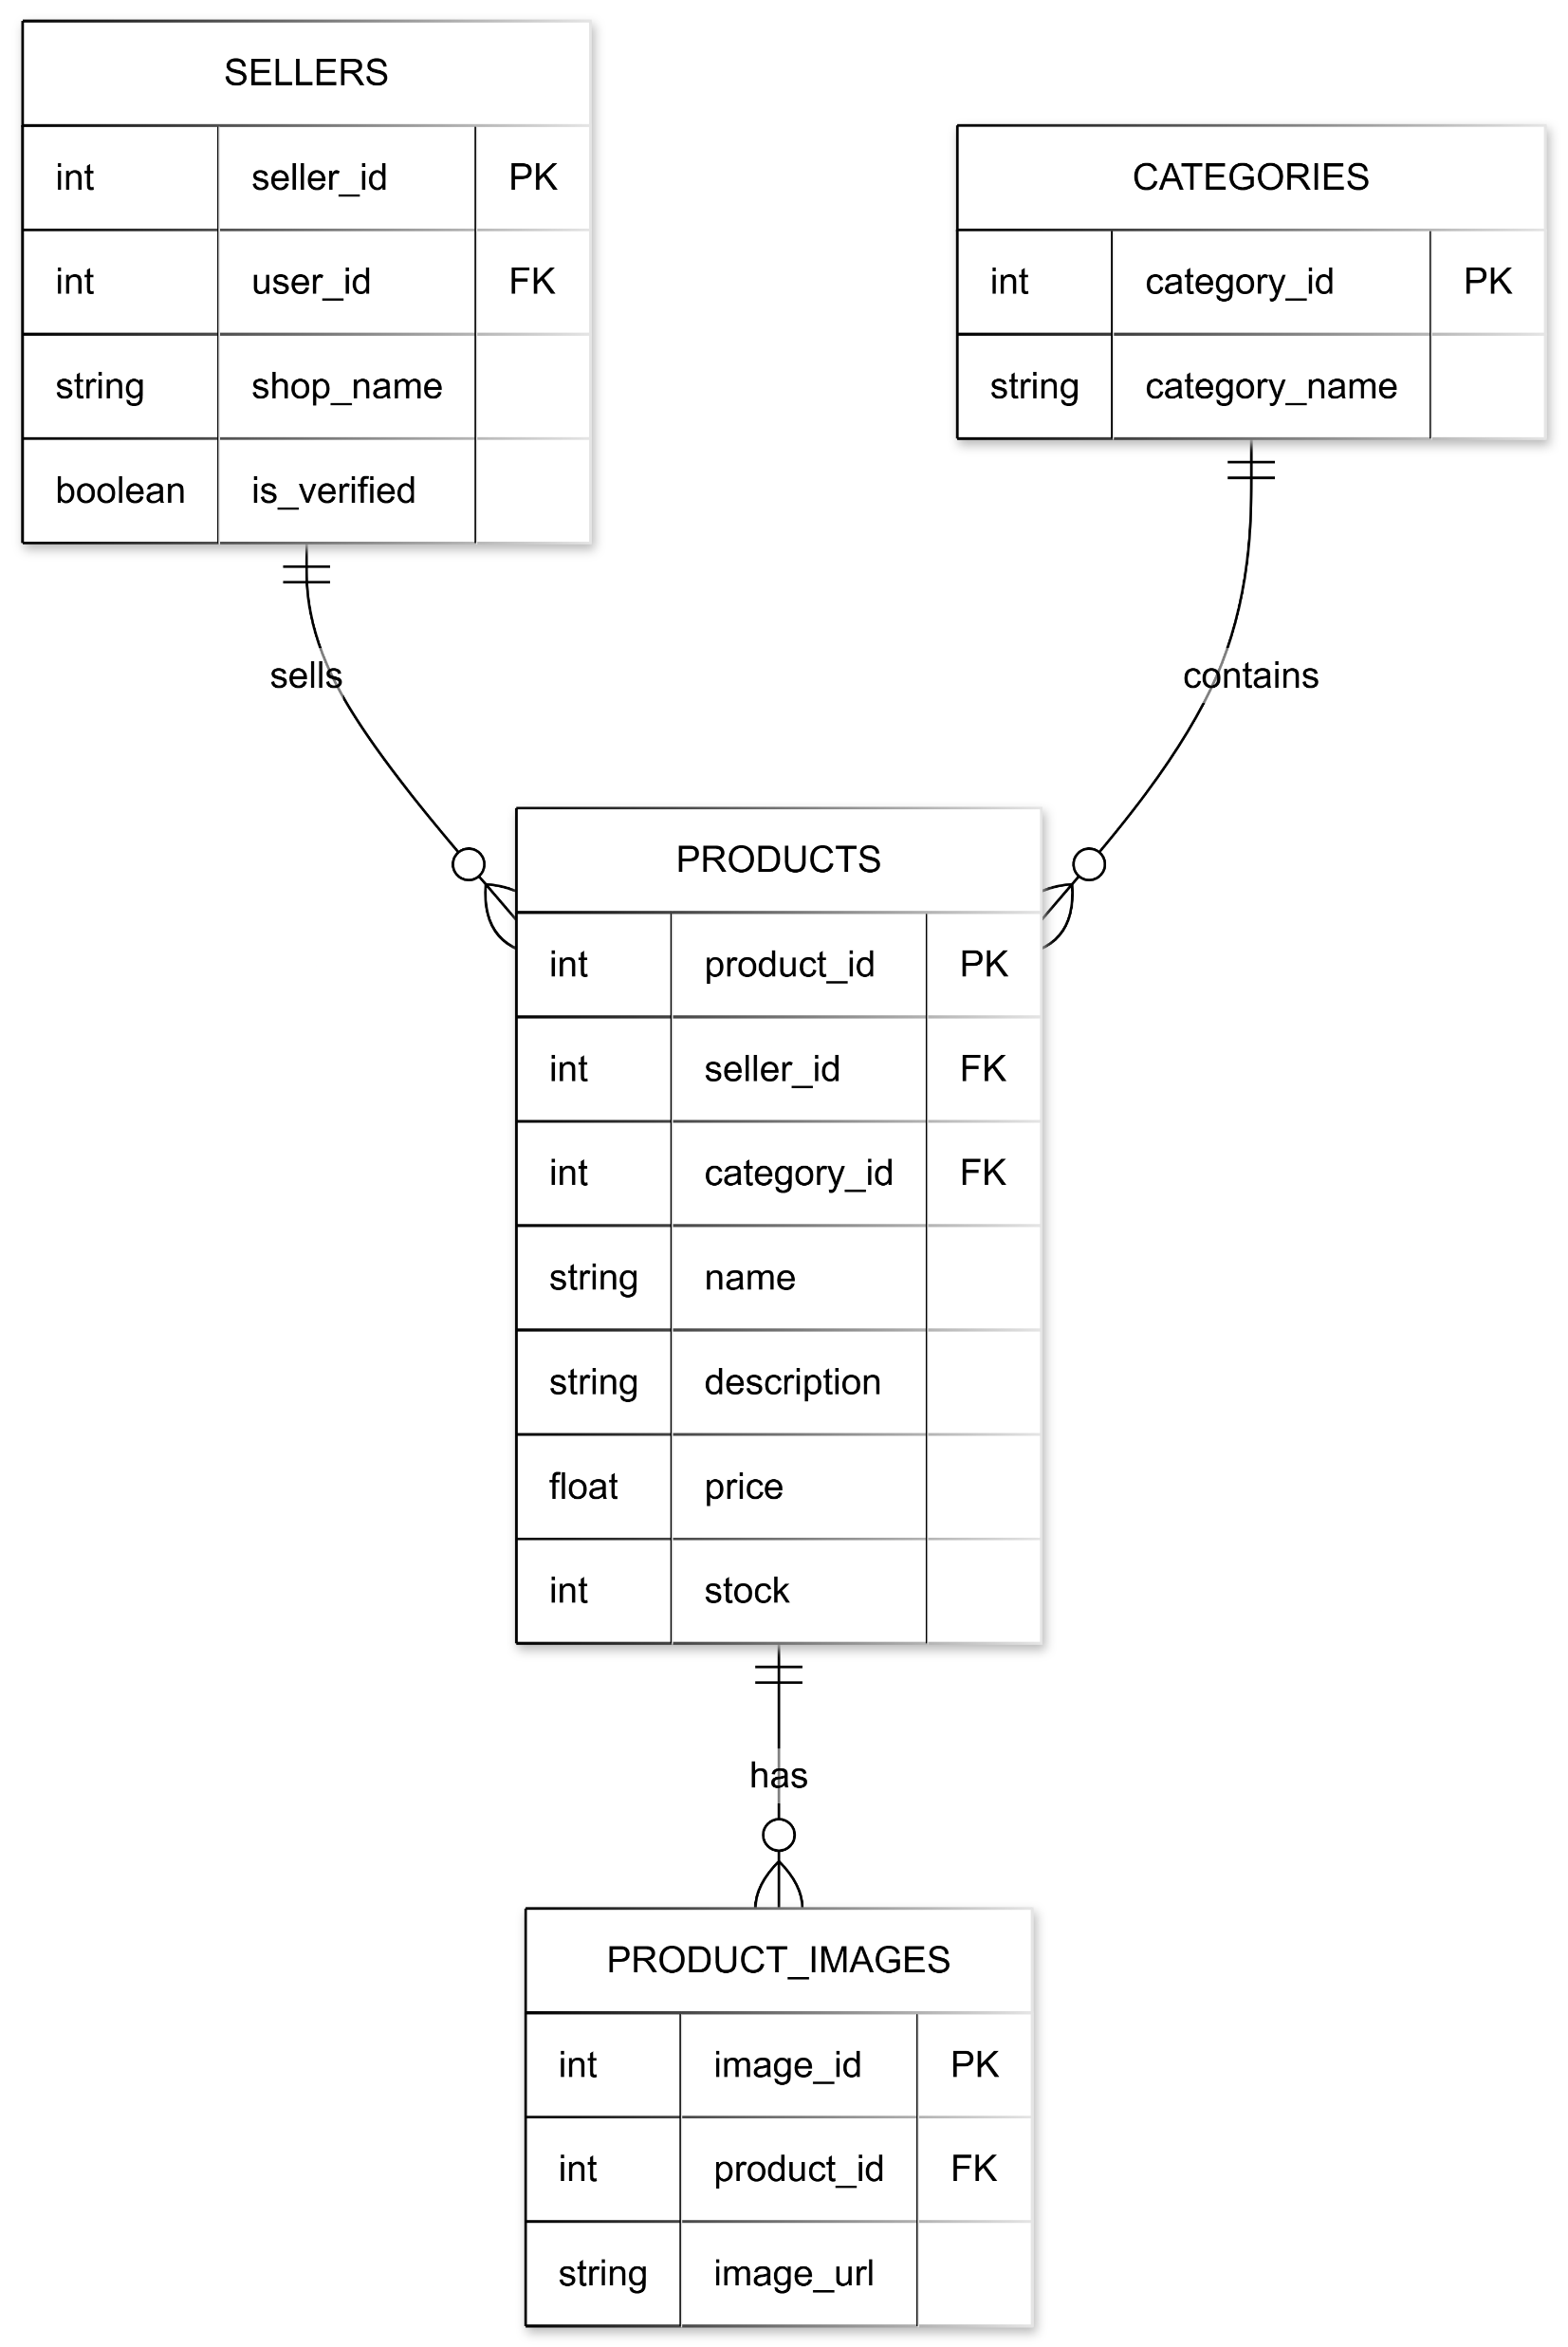 SELLERS
int seller_id PK
int user_id FK
string shop_name
boolean is_verified
CATEGORIES
int category_id PK
string category_name
sells
contains
PRODUCTS
int product_id PK
int seller_id FK
int category_id FK
string name
string description
float price
int stock
has
PRODUCT_IMAGES
int image_id PK
int product_id FK
string image_url